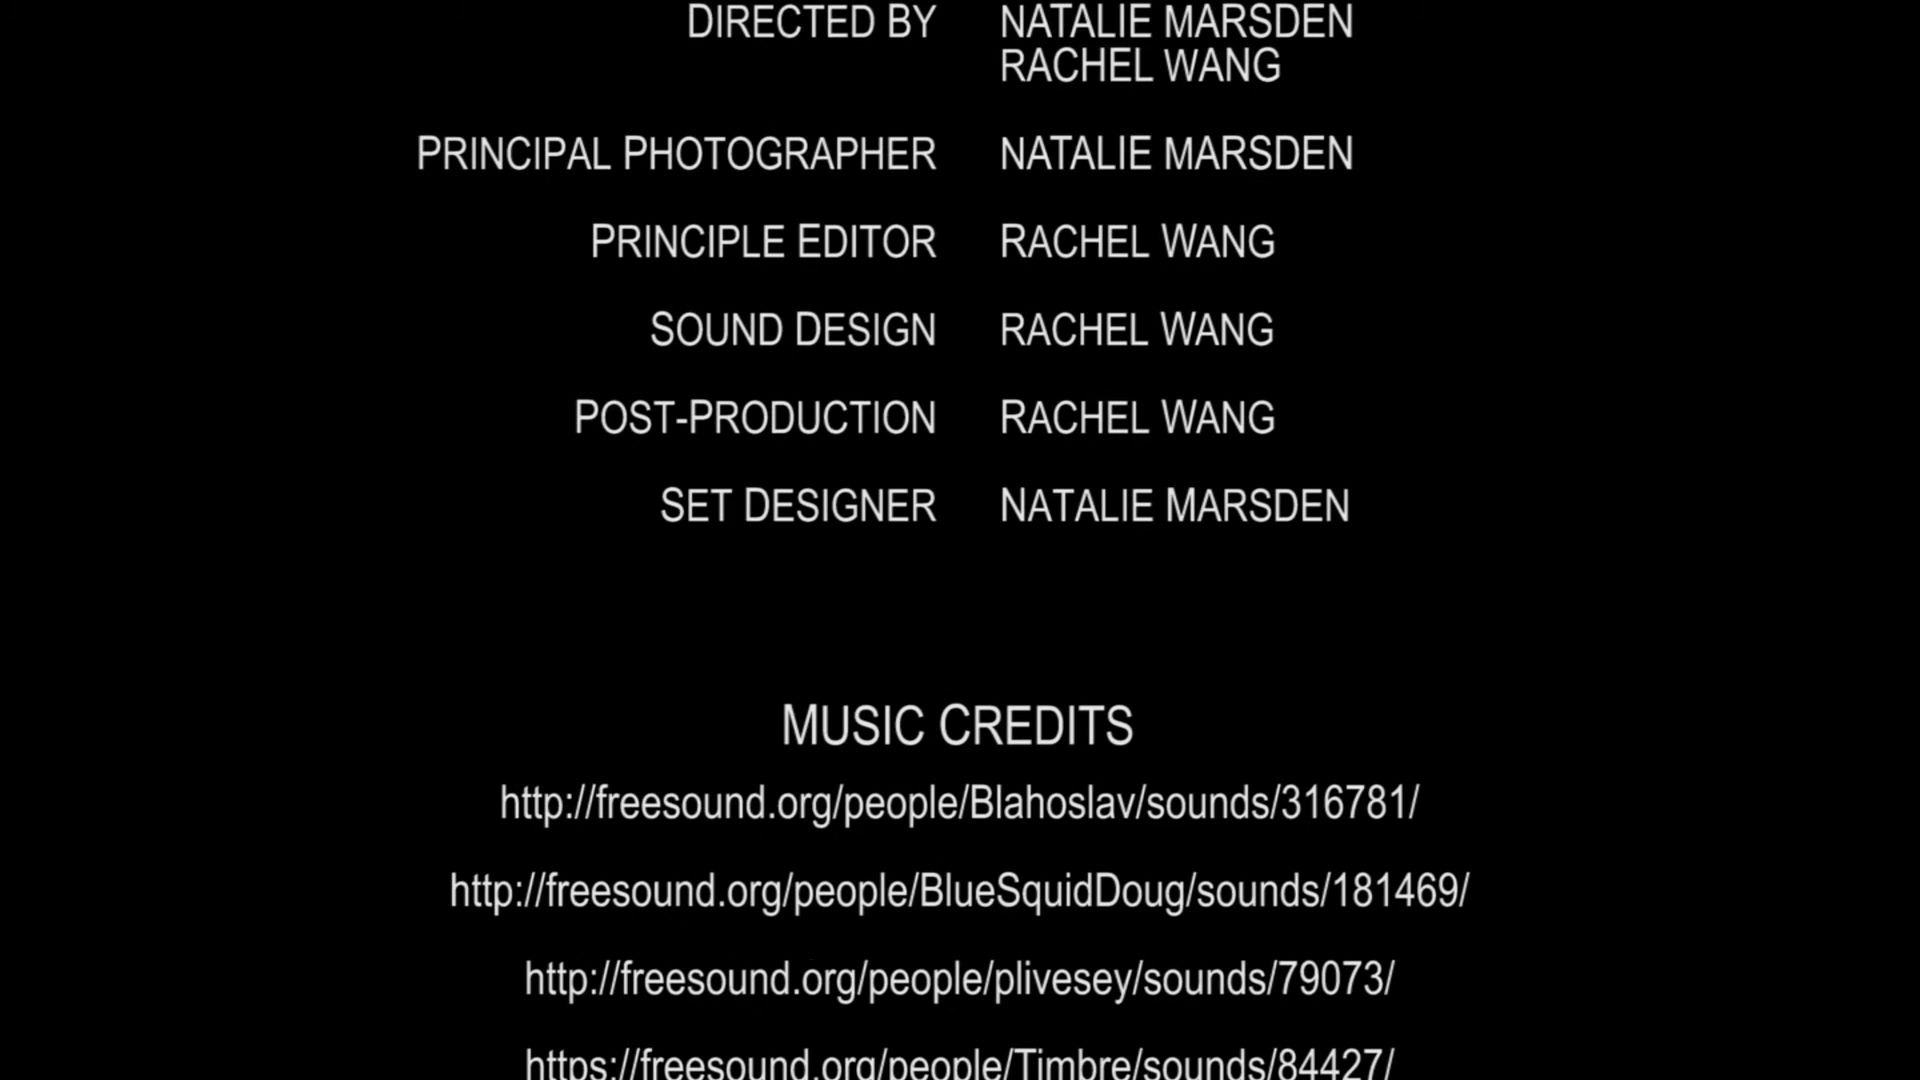 DIRECTED BY NATALIE MARSDEN
RACHEL WANG
PRINCIPAL PHOTOGRAPHER NATALIE MARSDEN
PRINCIPLE EDITOR RACHEL WANG
SOUND DESIGN RACHEL WANG
POST-PRODUCTION RACHEL WANG
SET DESIGNER NATALIE MARSDEN
MUSIC CREDITS
http://freesound.org/people/Blahoslav/sounds/316781/
http://freesound.org/people/BlueSquidDoug/sounds/181469/
http://freesound.org/people/plivesey/sounds/79073/
https://freesound.org/people/Timbre/sounds/84427/